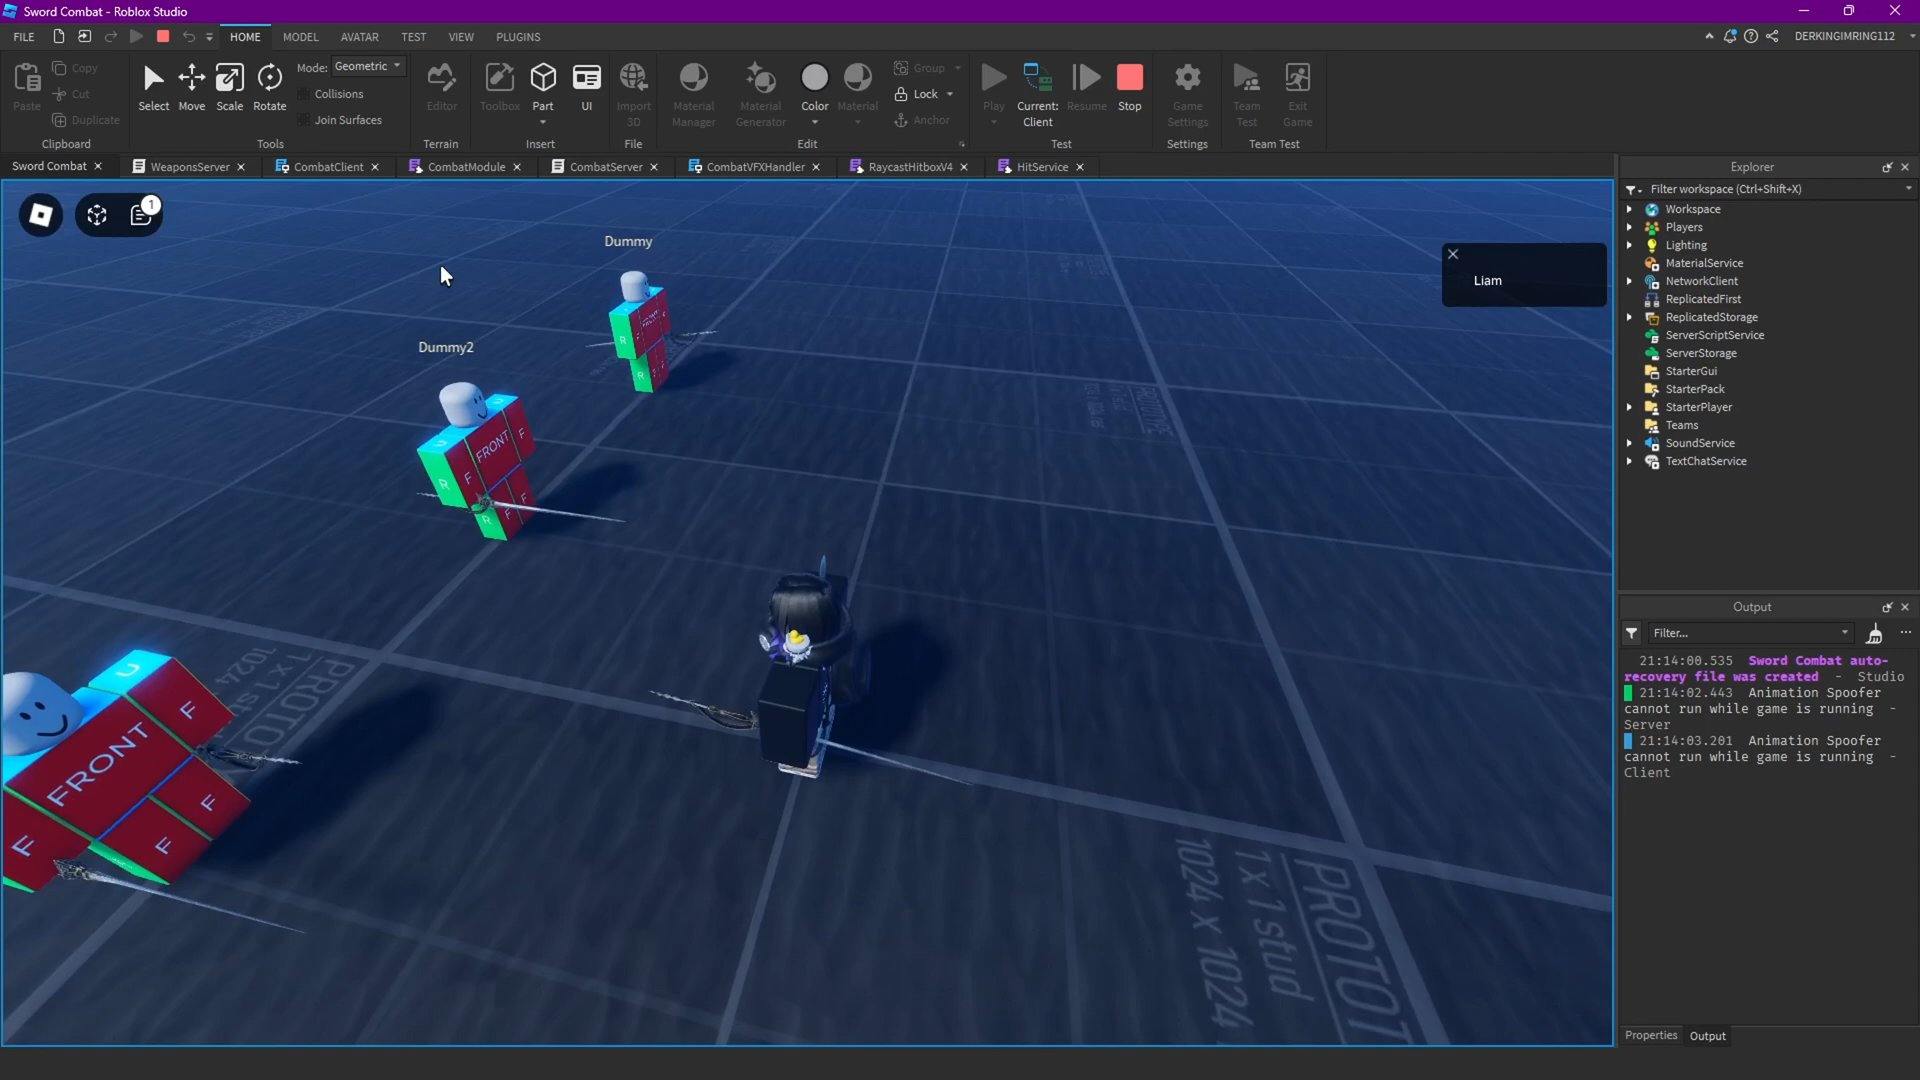 Sword Combat - Roblox Studio
FILE
HOME
MODEL
AVATAR
TEST
VIEW
PLUGINS
DERKINGIMRING112
Paste
Copy
Cut
Duplicate
Clipboard
Select
Move
Scale
Rotate
Mode: Geometric
Collisions
Join Surfaces
Tools
Editor
Terrain
Toolbox
Part
UI
Insert
Import
3D
File
Material
Manager
Material
Generator
Color
Material
Group
Lock
Anchor
Edit
Play
Current:
Client
Resume
Stop
Test
Game
Settings
Settings
Team
Test
Exit
Game
Team Test
Sword Combat
WeaponsServer
CombatClient
CombatModule
CombatServer
CombatVFXHandler
RaycastHitboxV4
HitService
1
Dummy
Dummy2
Liam
FRONT
R
R
U
U
FRONT
F
F
R
R
F
F
U
F
FRONT
F
F
F
PROTO
1 x 1 st
1024
PROTOT
1 x 1 stud
1024 x 1024
Explorer
Filter workspace (Ctrl+Shift+X)
Workspace
Players
Lighting
MaterialService
NetworkClient
ReplicatedFirst
ReplicatedStorage
ServerScriptService
ServerStorage
StarterGui
StarterPack
StarterPlayer
Teams
SoundService
TextChatService
Output
Filter...
21:14:00.535 Sword Combat auto-
recovery file was created - Studio
21:14:02.443 Animation Spoofer
cannot run while game is running -
Server
21:14:03.201 Animation Spoofer
cannot run while game is running -
Client
Properties
Output